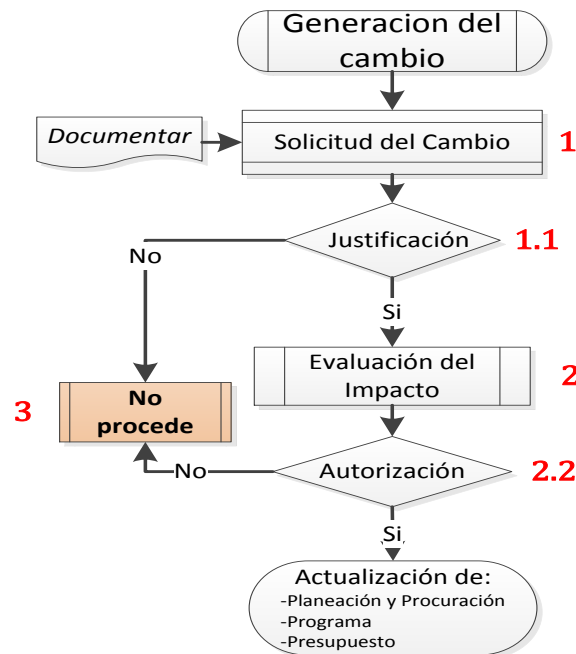 Generacion del
cambio
Documentar
Solicitud del Cambio
1
Justificación
1.1
No
Si
Evaluación del
Impacto
2
3
No
procede
No
Autorización
2.2
Si
Actualización de:
-Planeación y Procuración
-Programa
-Presupuesto